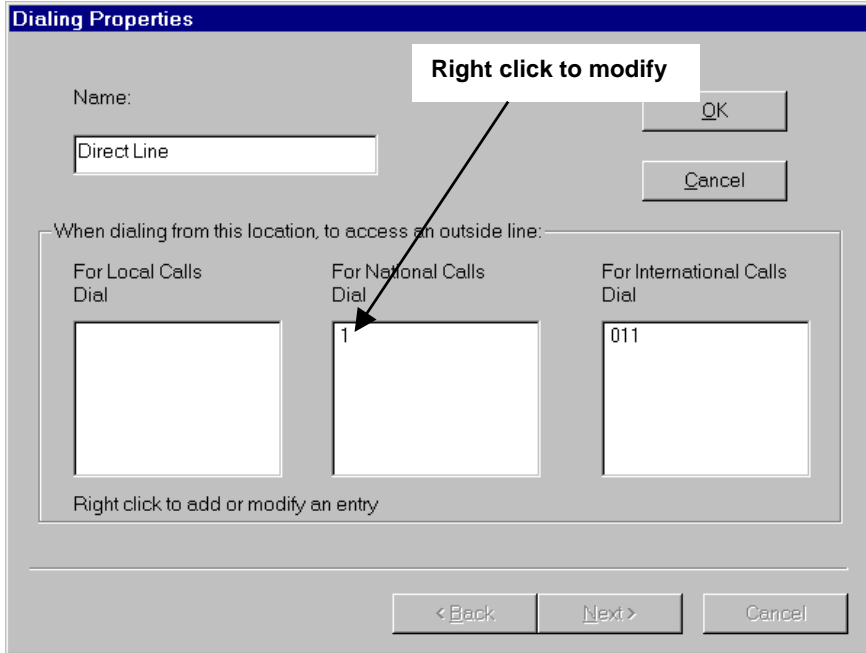 Dialing Properties
Right click to modify
Name:
OK
Direct Line
Cancel
When dialing from this location, to access an outside line:
For Local Calls
Dial
For National Calls
Dial
For International Calls
Dial
1
011
Right click to add or modify an entry
< Back
Next >
Cancel